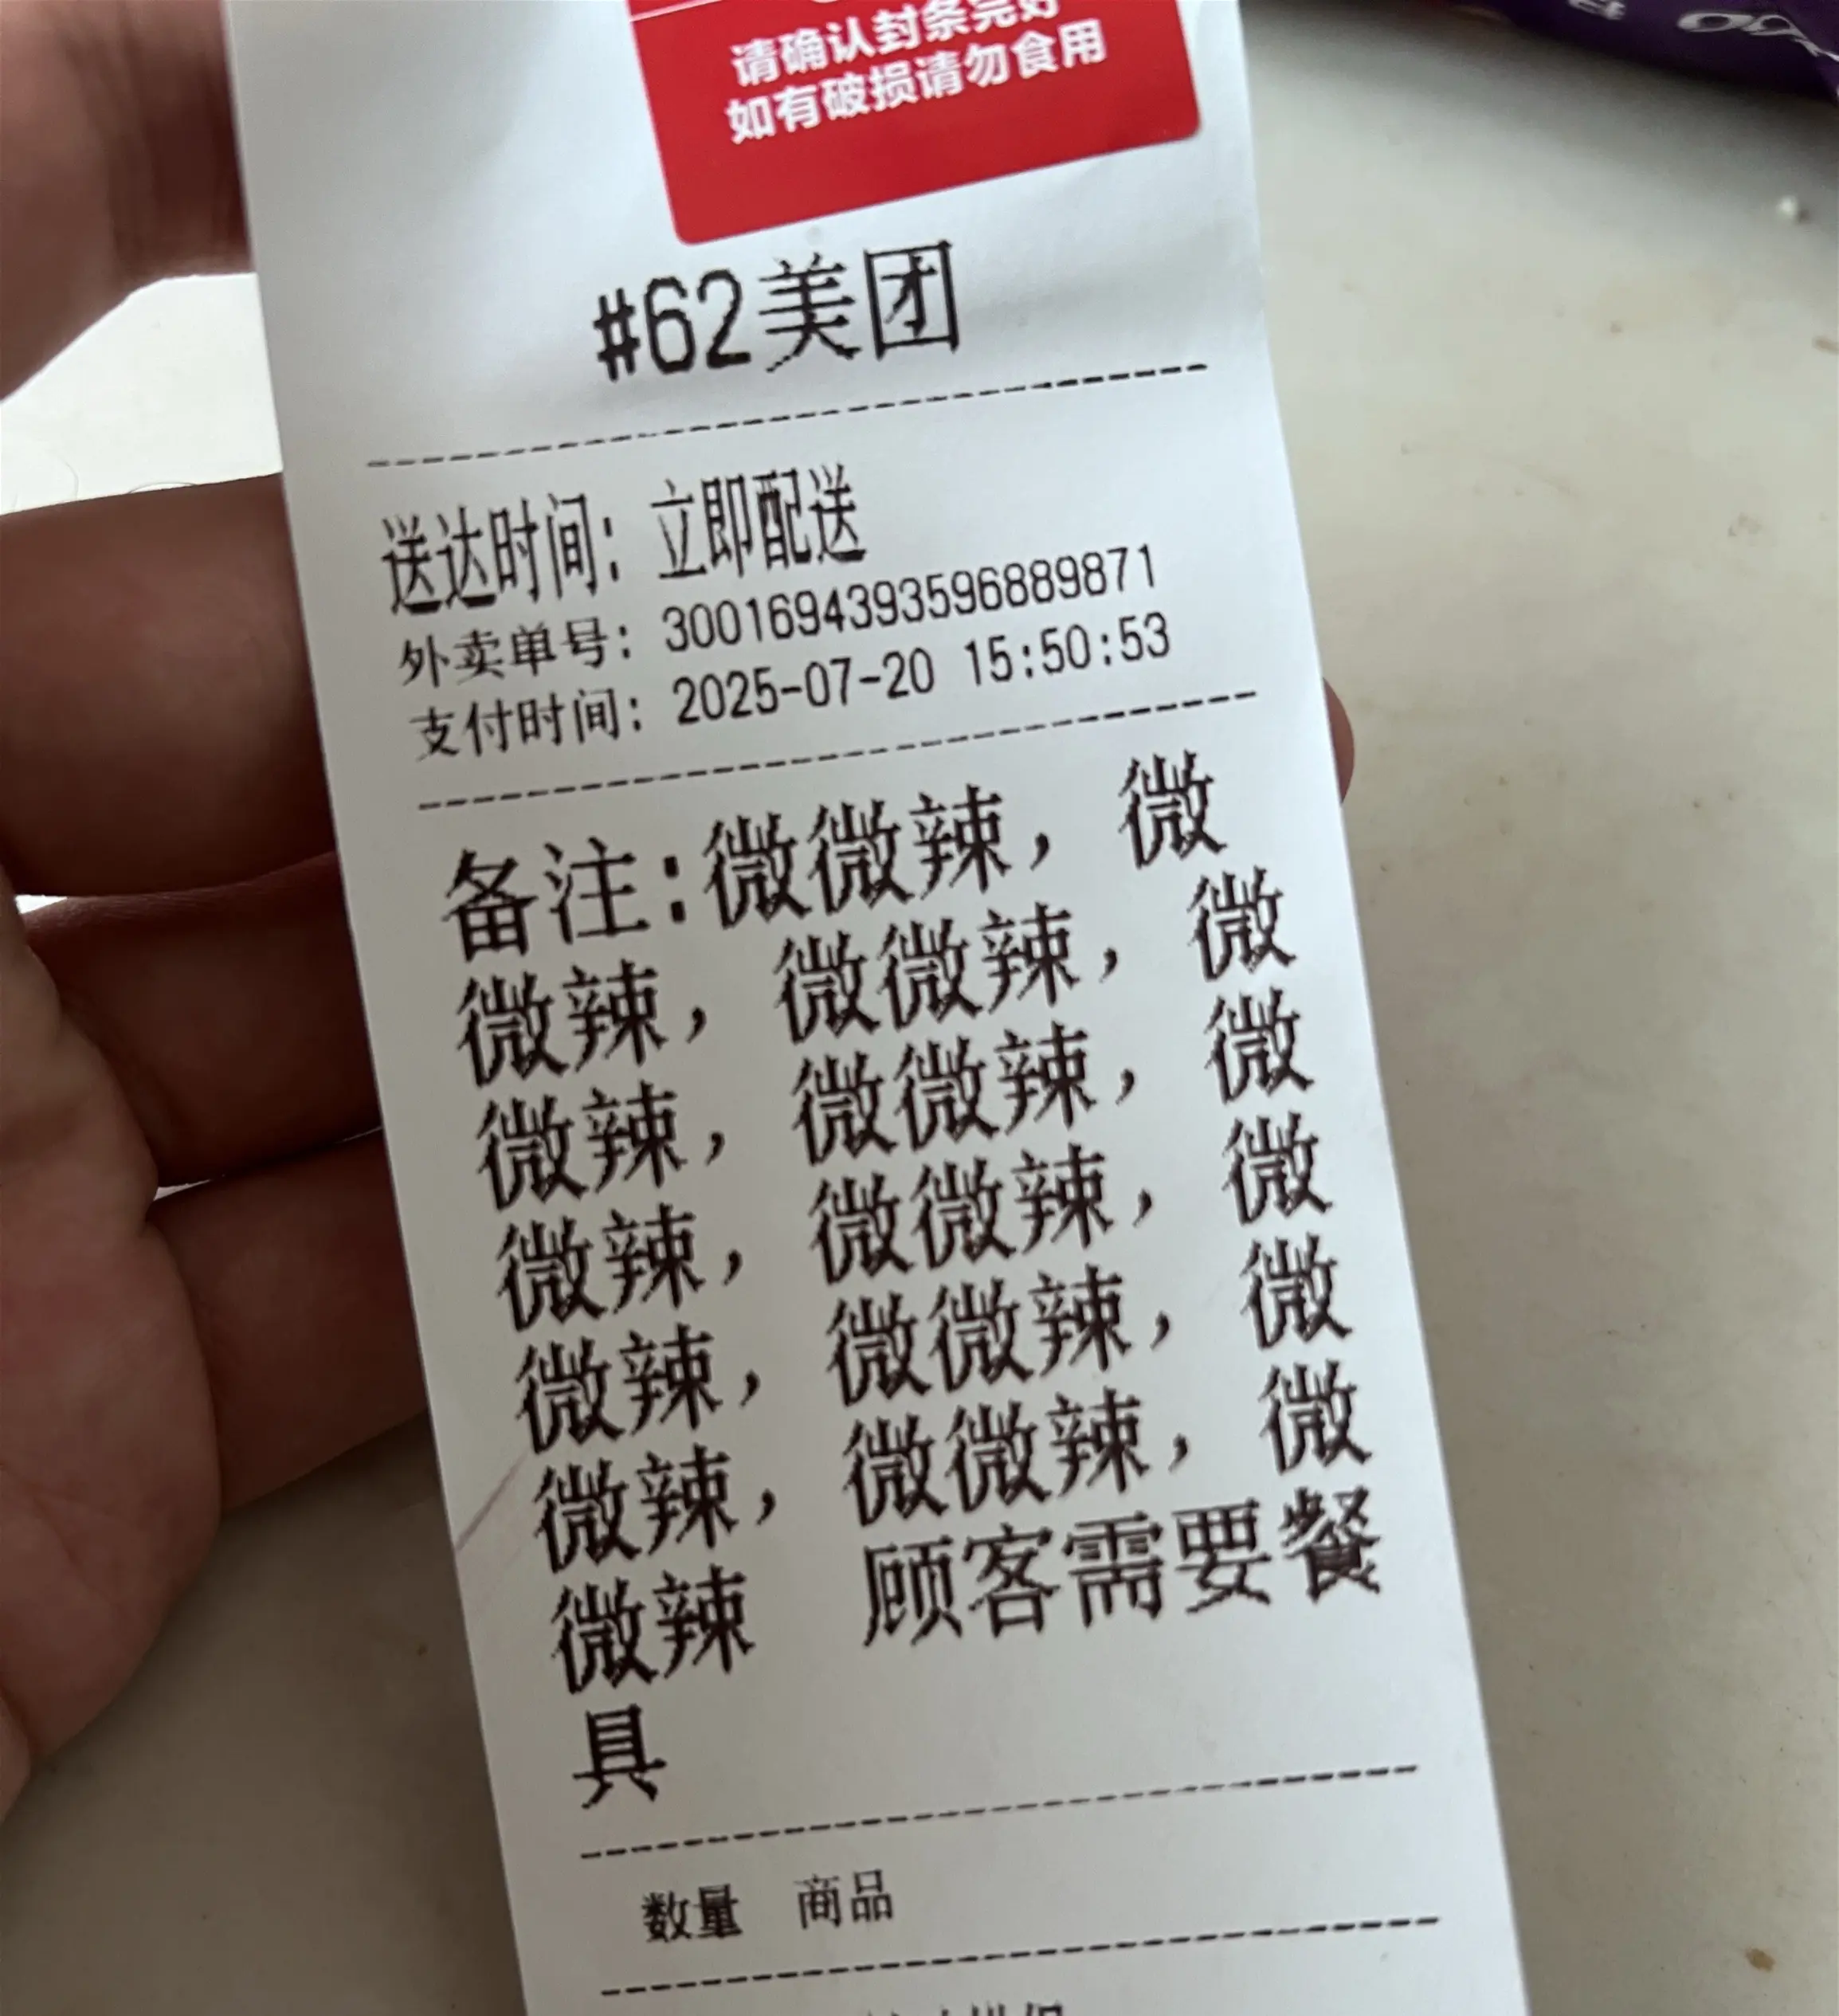 请确认封条完好
如有破损请勿食用
#62美团
送达时间：立即配送
外卖单号：3001694393596889871
支付时间：2025-07-20 15:50:53
备注:微微辣，微
微辣，微微辣，微
微辣，微微辣，微
微辣，微微辣，微
微辣，微微辣，微
微辣，微微辣，微
微辣 顾客需要餐
具
数量 商品